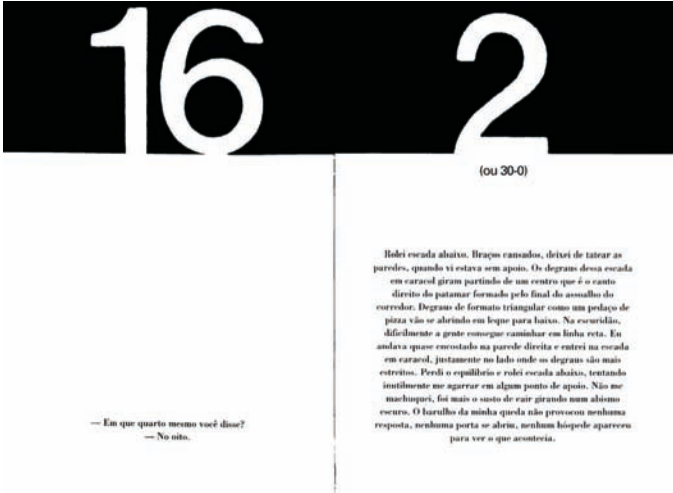 16
— Em que quarto mesmo você disse?
— No oito.
2
(ou 30-0)
Rolei escada abaixo. Braços cansados, deixei de tatear as
paredes, quando vi estava sem apoio. Os degraus dessa escada
em caracol giram partindo de um centro que é o canto
direito do patamar formado pelo final do assoalho do
corredor. Degraus de formato triangular como um pedaço de
pizza vão se abrindo em leque para baixo. Na escuridão,
dificilmente a gente consegue caminhar em linha reta. Eu
andava quase encostado na parede direita e entrei na escada
em caracol, justamente no lado onde os degraus são mais
estreitos. Perdi o equilíbrio e rolei escada abaixo, tentando
inutilmente me agarrar em algum ponto de apoio. Não me
machuquei, foi mais o susto de cair girando num abismo
escuro. O barulho da minha queda não provocou nenhuma
resposta, nenhuma porta se abriu, nenhum hóspede apareceu
para ver o que acontecia.